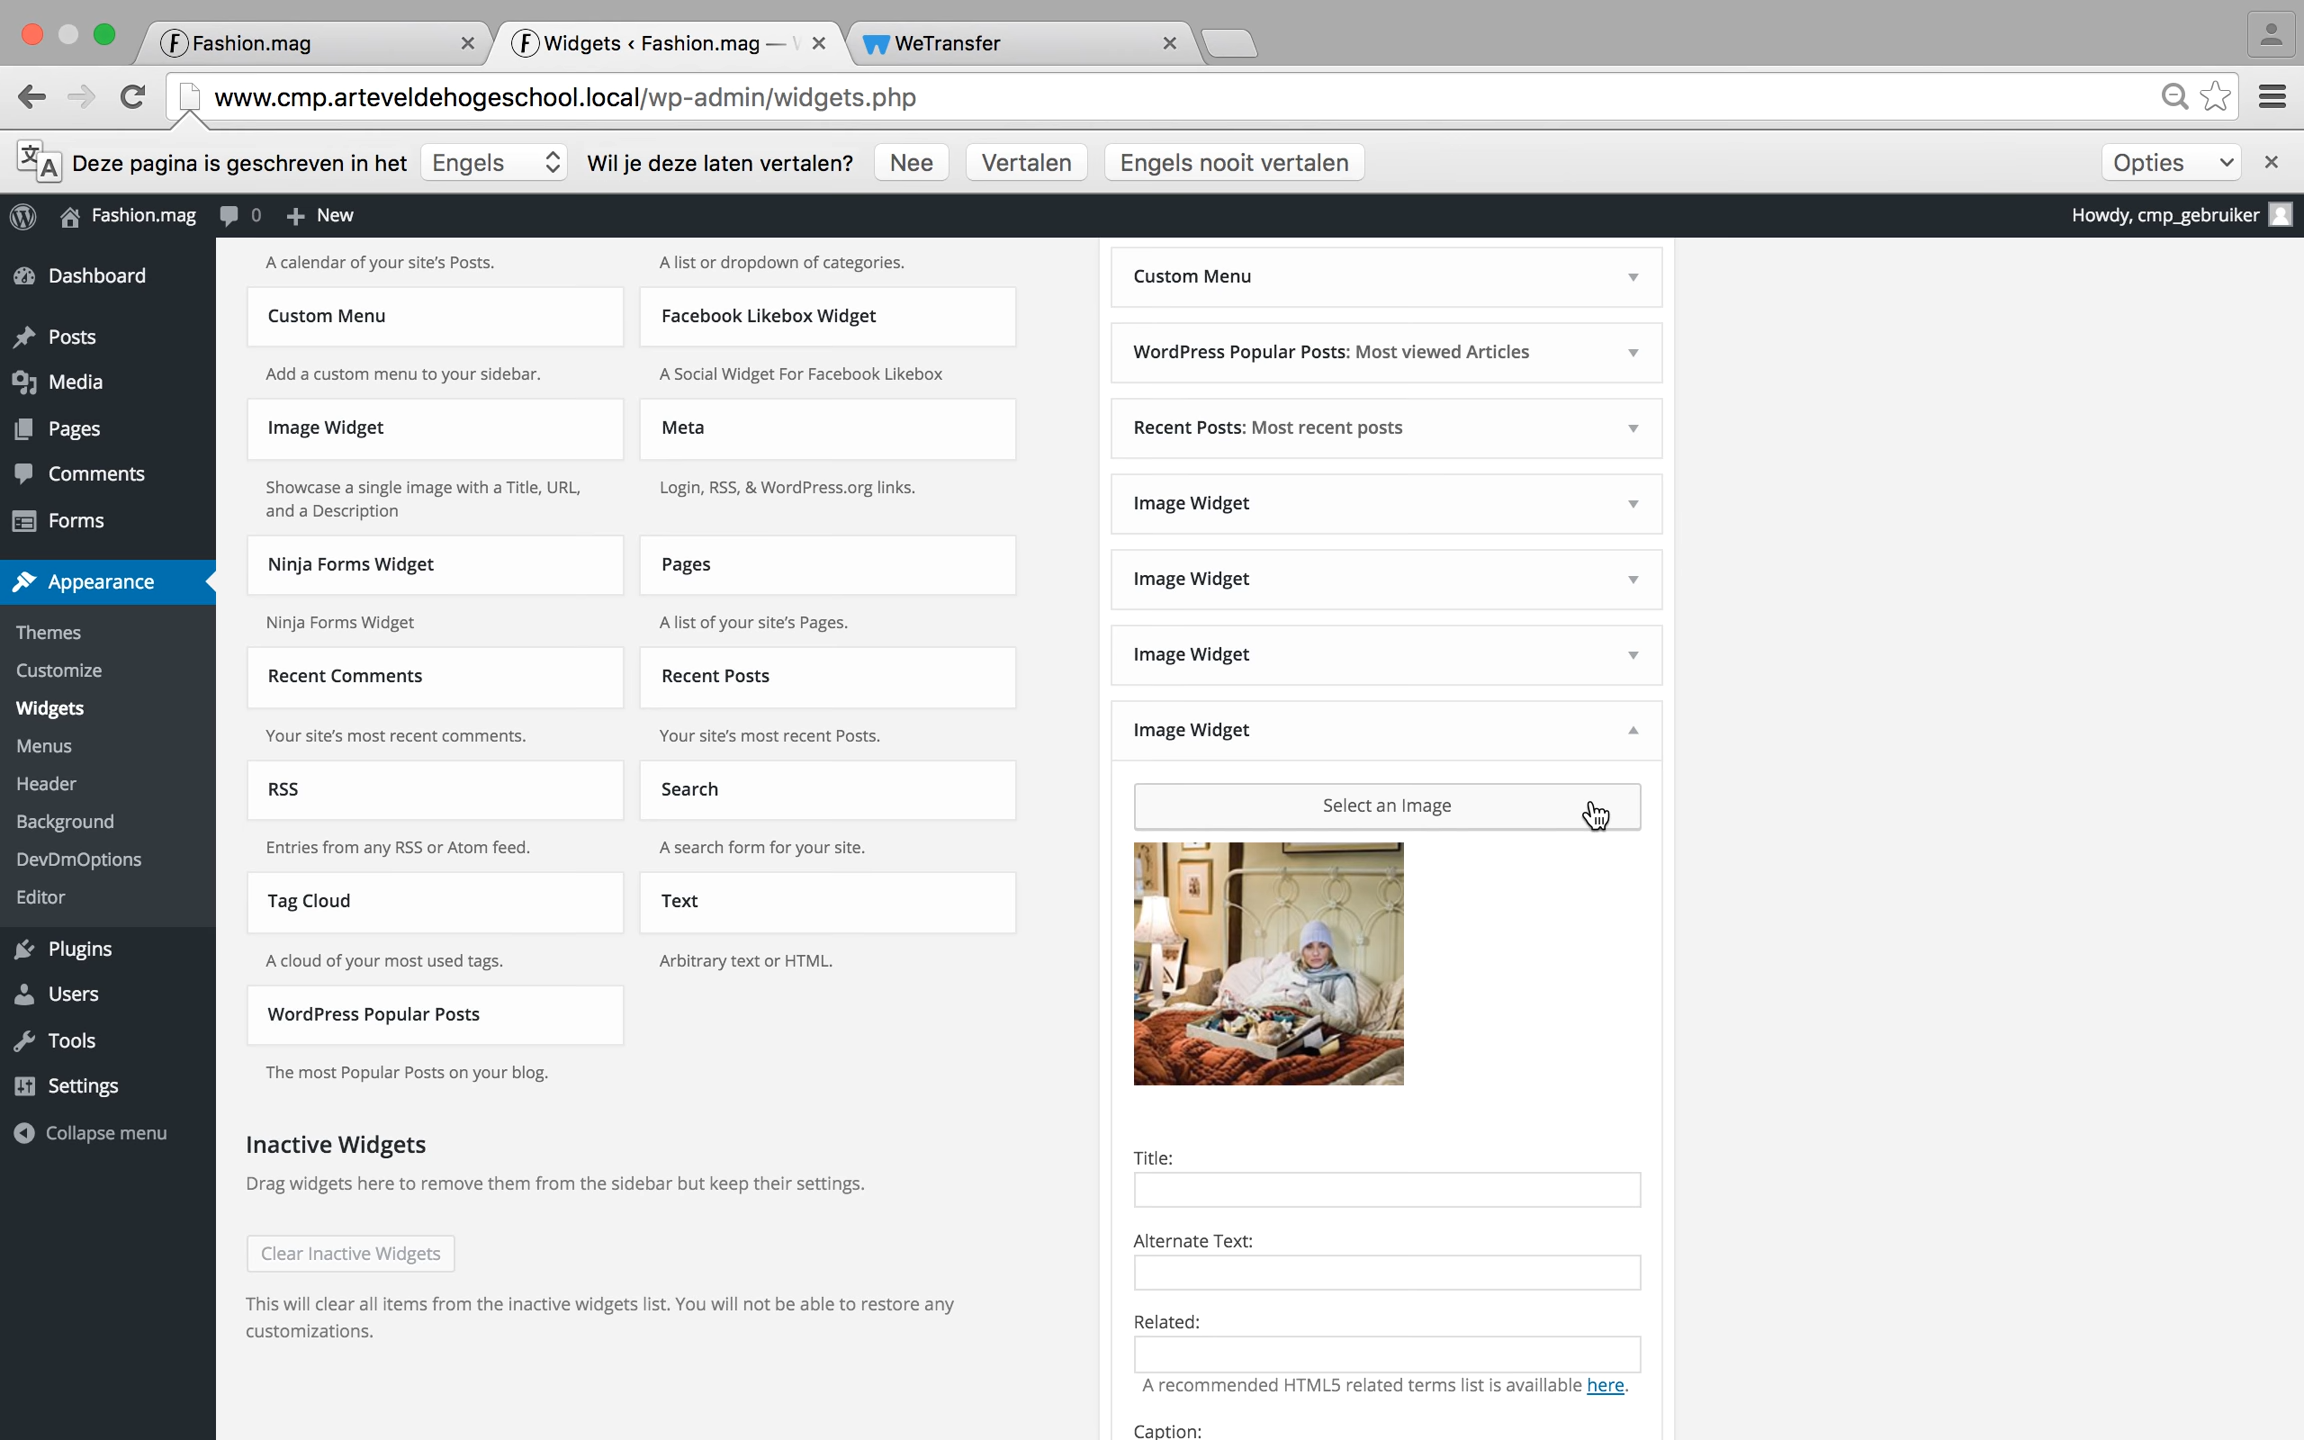 Fashion.mag
Widgets ‹ Fashion.mag —
WeTransfer
www.cmp.arteveldehogeschool.local/wp-admin/widgets.php
Deze pagina is geschreven in het Engels Wil je deze laten vertalen? Nee Vertalen Engels nooit vertalen Opties
Fashion.mag 0 New Howdy, cmp_gebruiker
Dashboard
Posts
Media
Pages
Comments
Forms
Appearance
Themes
Customize
Widgets
Menus
Header
Background
DevDmOptions
Editor
Plugins
Users
Tools
Settings
Collapse menu
A calendar of your site's Posts.
A list or dropdown of categories.
Custom Menu
Facebook Likebox Widget
Add a custom menu to your sidebar.
A Social Widget For Facebook Likebox
Image Widget
Meta
Showcase a single image with a Title, URL,
and a Description
Login, RSS, & WordPress.org links.
Ninja Forms Widget
Pages
Ninja Forms Widget
A list of your site's Pages.
Recent Comments
Recent Posts
Your site's most recent comments.
Your site's most recent Posts.
RSS
Search
Entries from any RSS or Atom feed.
A search form for your site.
Tag Cloud
Text
A cloud of your most used tags.
Arbitrary text or HTML.
WordPress Popular Posts
The most Popular Posts on your blog.
Inactive Widgets
Drag widgets here to remove them from the sidebar but keep their settings.
Clear Inactive Widgets
This will clear all items from the inactive widgets list. You will not be able to restore any
customizations.
Custom Menu
WordPress Popular Posts: Most viewed Articles
Recent Posts: Most recent posts
Image Widget
Image Widget
Image Widget
Image Widget
Select an Image
Title:
Alternate Text:
Related:
A recommended HTML5 related terms list is availlable here.
Caption: